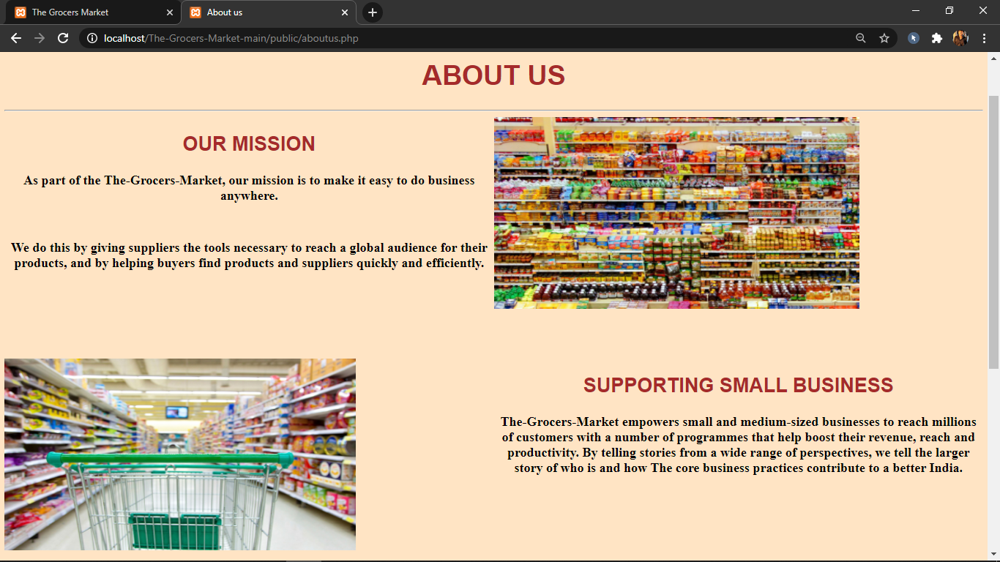 The Grocers Market
About us
localhost/The-Grocers-Market-main/public/aboutus.php
ABOUT US
OUR MISSION
As part of the The-Grocers-Market, our mission is to make it easy to do business
anywhere.
We do this by giving suppliers the tools necessary to reach a global audience for their
products, and by helping buyers find products and suppliers quickly and efficiently.
SUPPORTING SMALL BUSINESS
The-Grocers-Market empowers small and medium-sized businesses to reach millions
of customers with a number of programmes that help boost their revenue, reach and
productivity. By telling stories from a wide range of perspectives, we tell the larger
story of who is and how The core business practices contribute to a better India.